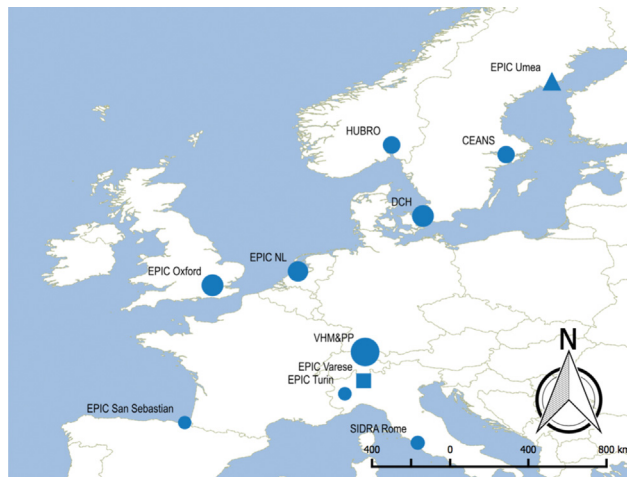 EPIC Umea
HUBRO
CEANS
DCH
EPIC NL
EPIC Oxford
VHM&PP
N
EPIC Varese
EPIC Turin
EPIC San Sebastian
SIDRA Rome
400 0 400 800 km